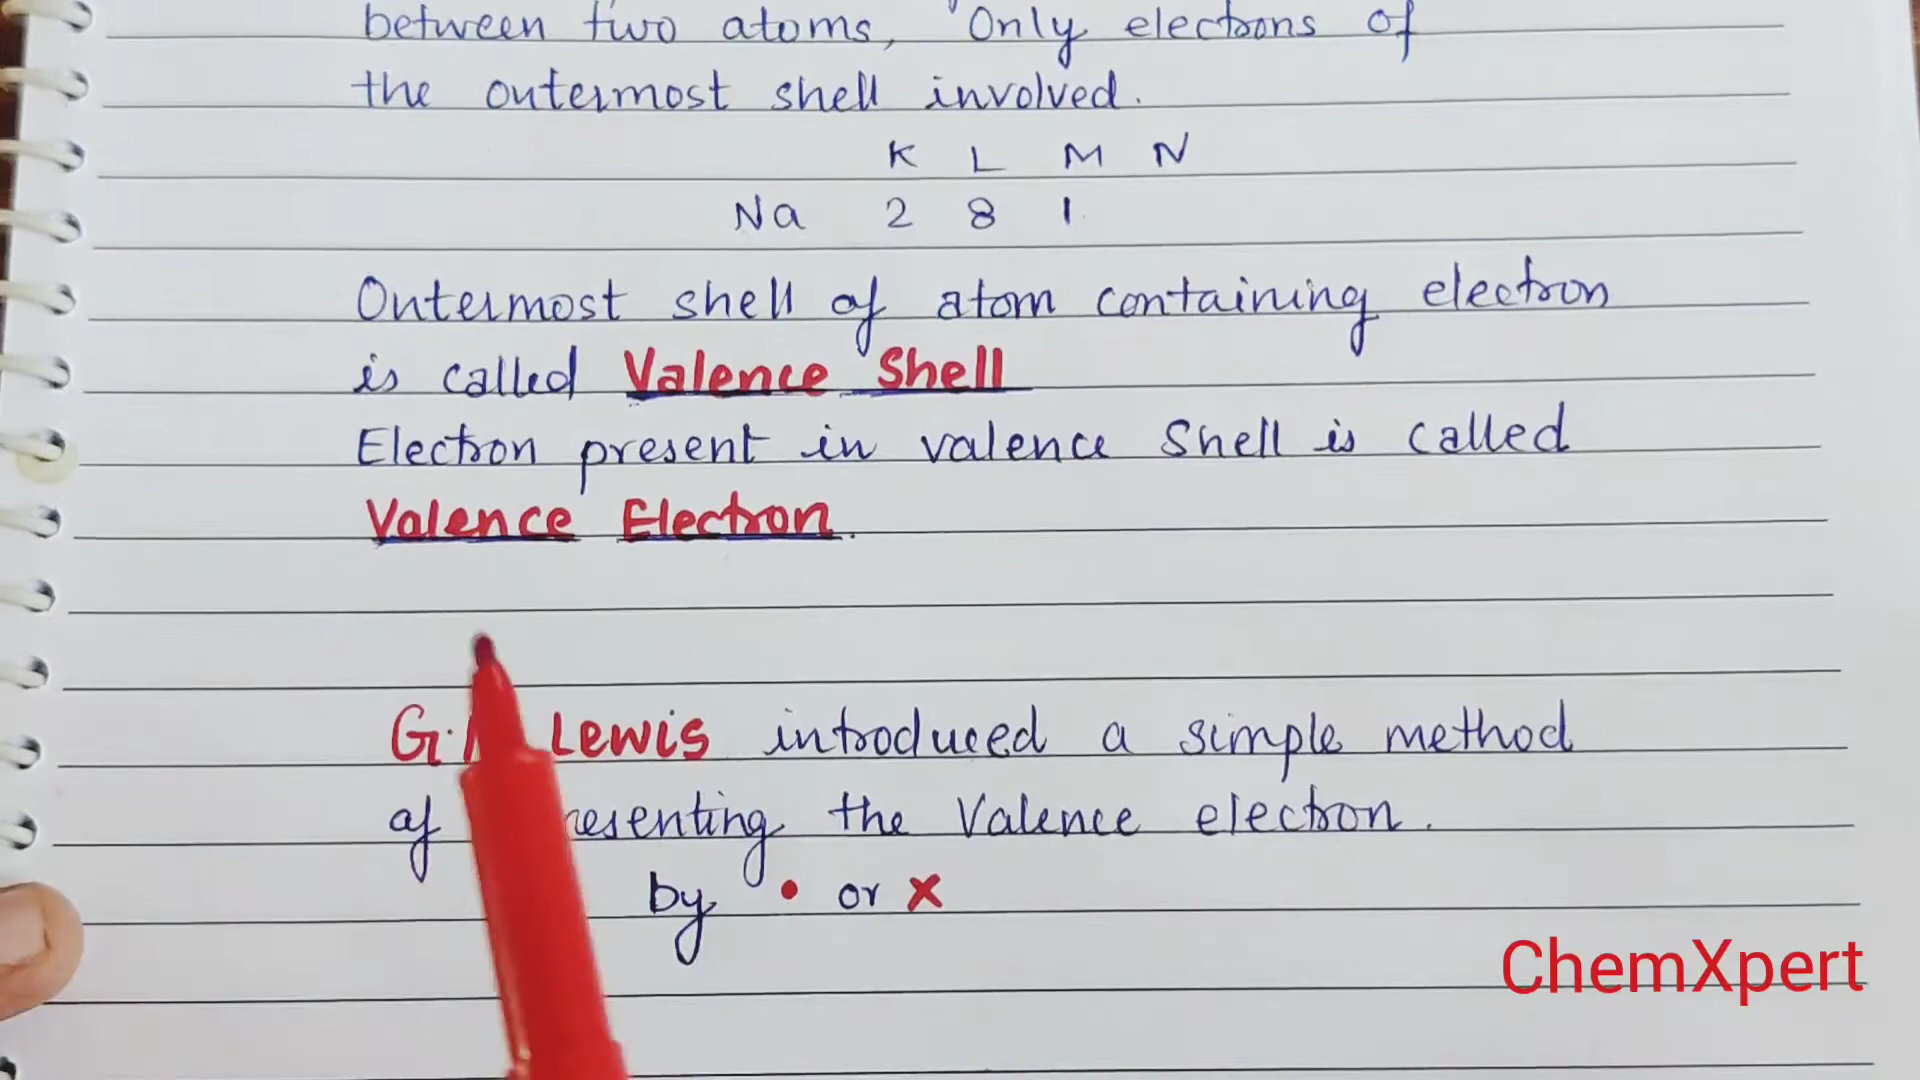 between two atoms, "Only electrons of
the outermost shell involved.
K L M N
Na 2 8 1
Outermost shell of atom containing electron
is called Valence Shell
Electron present in valence Shell is called
Valence Electron.
G. Lewis introduced a simple method
of the Valence electron.
by • or ×
ChemXpert